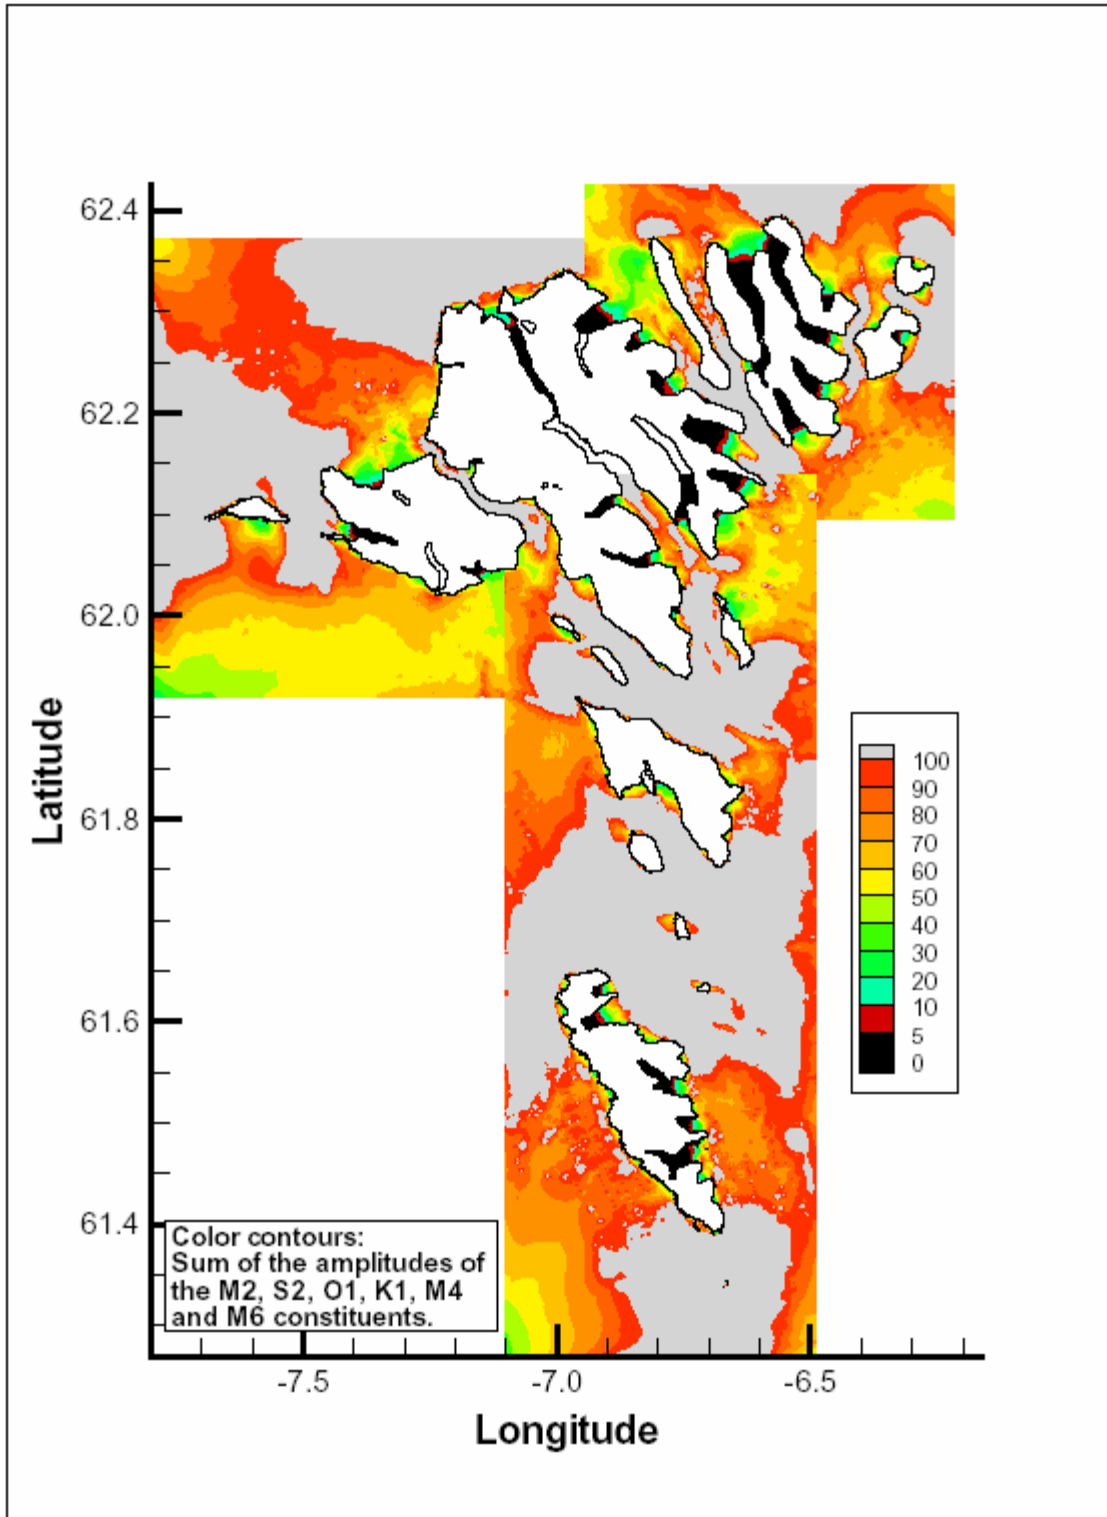 62.4
62.2
62.0
61.8
61.6
61.4
Latitude
100
90
80
70
60
50
40
30
20
10
5
0
Color contours:
Sum of the amplitudes of
the M2, S2, O1, K1, M4
and M6 constituents.
-7.5 -7.0 -6.5
Longitude